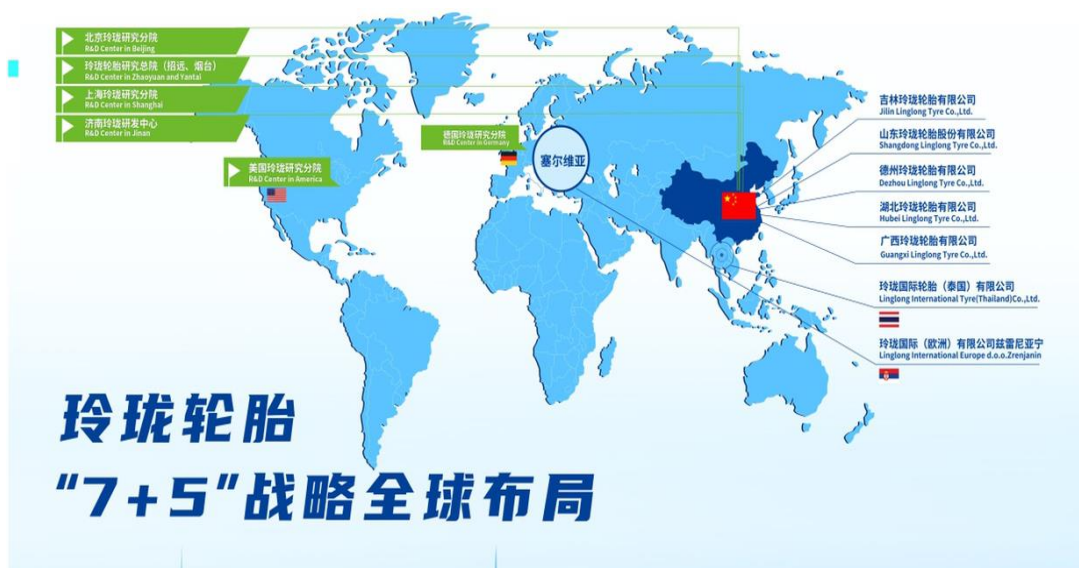 北京玲珑研究分院
R&D Center in Beijing
玲珑轮胎研究总院（招远、烟台）
R&D Center in Zhaoyuan and Yantai
上海玲珑研究分院
R&D Center in Shanghai
济南玲珑研发中心
R&D Center in Jinan
德国玲珑研究分院
R&D Center in Germany
美国玲珑研究分院
R&D Center in America
塞尔维亚
吉林玲珑轮胎有限公司
Jilin Linglong Tyre Co.,Ltd.
山东玲珑轮胎股份有限公司
Shangdong Linglong Tyre Co.,Ltd.
德州玲珑轮胎有限公司
Dezhou Linglong Tyre Co.,Ltd.
湖北玲珑轮胎有限公司
Hubei Linglong Tyre Co.,Ltd.
广西玲珑轮胎有限公司
Guangxi Linglong Tyre Co.,Ltd.
玲珑国际轮胎（泰国）有限公司
Linglong International Tyre(Thailand)Co.,Ltd.
玲珑国际（欧洲）有限公司兹雷尼亚宁
Linglong International Europe d.o.o.Zrenjanin
玲珑轮胎
“7+5”战略全球布局